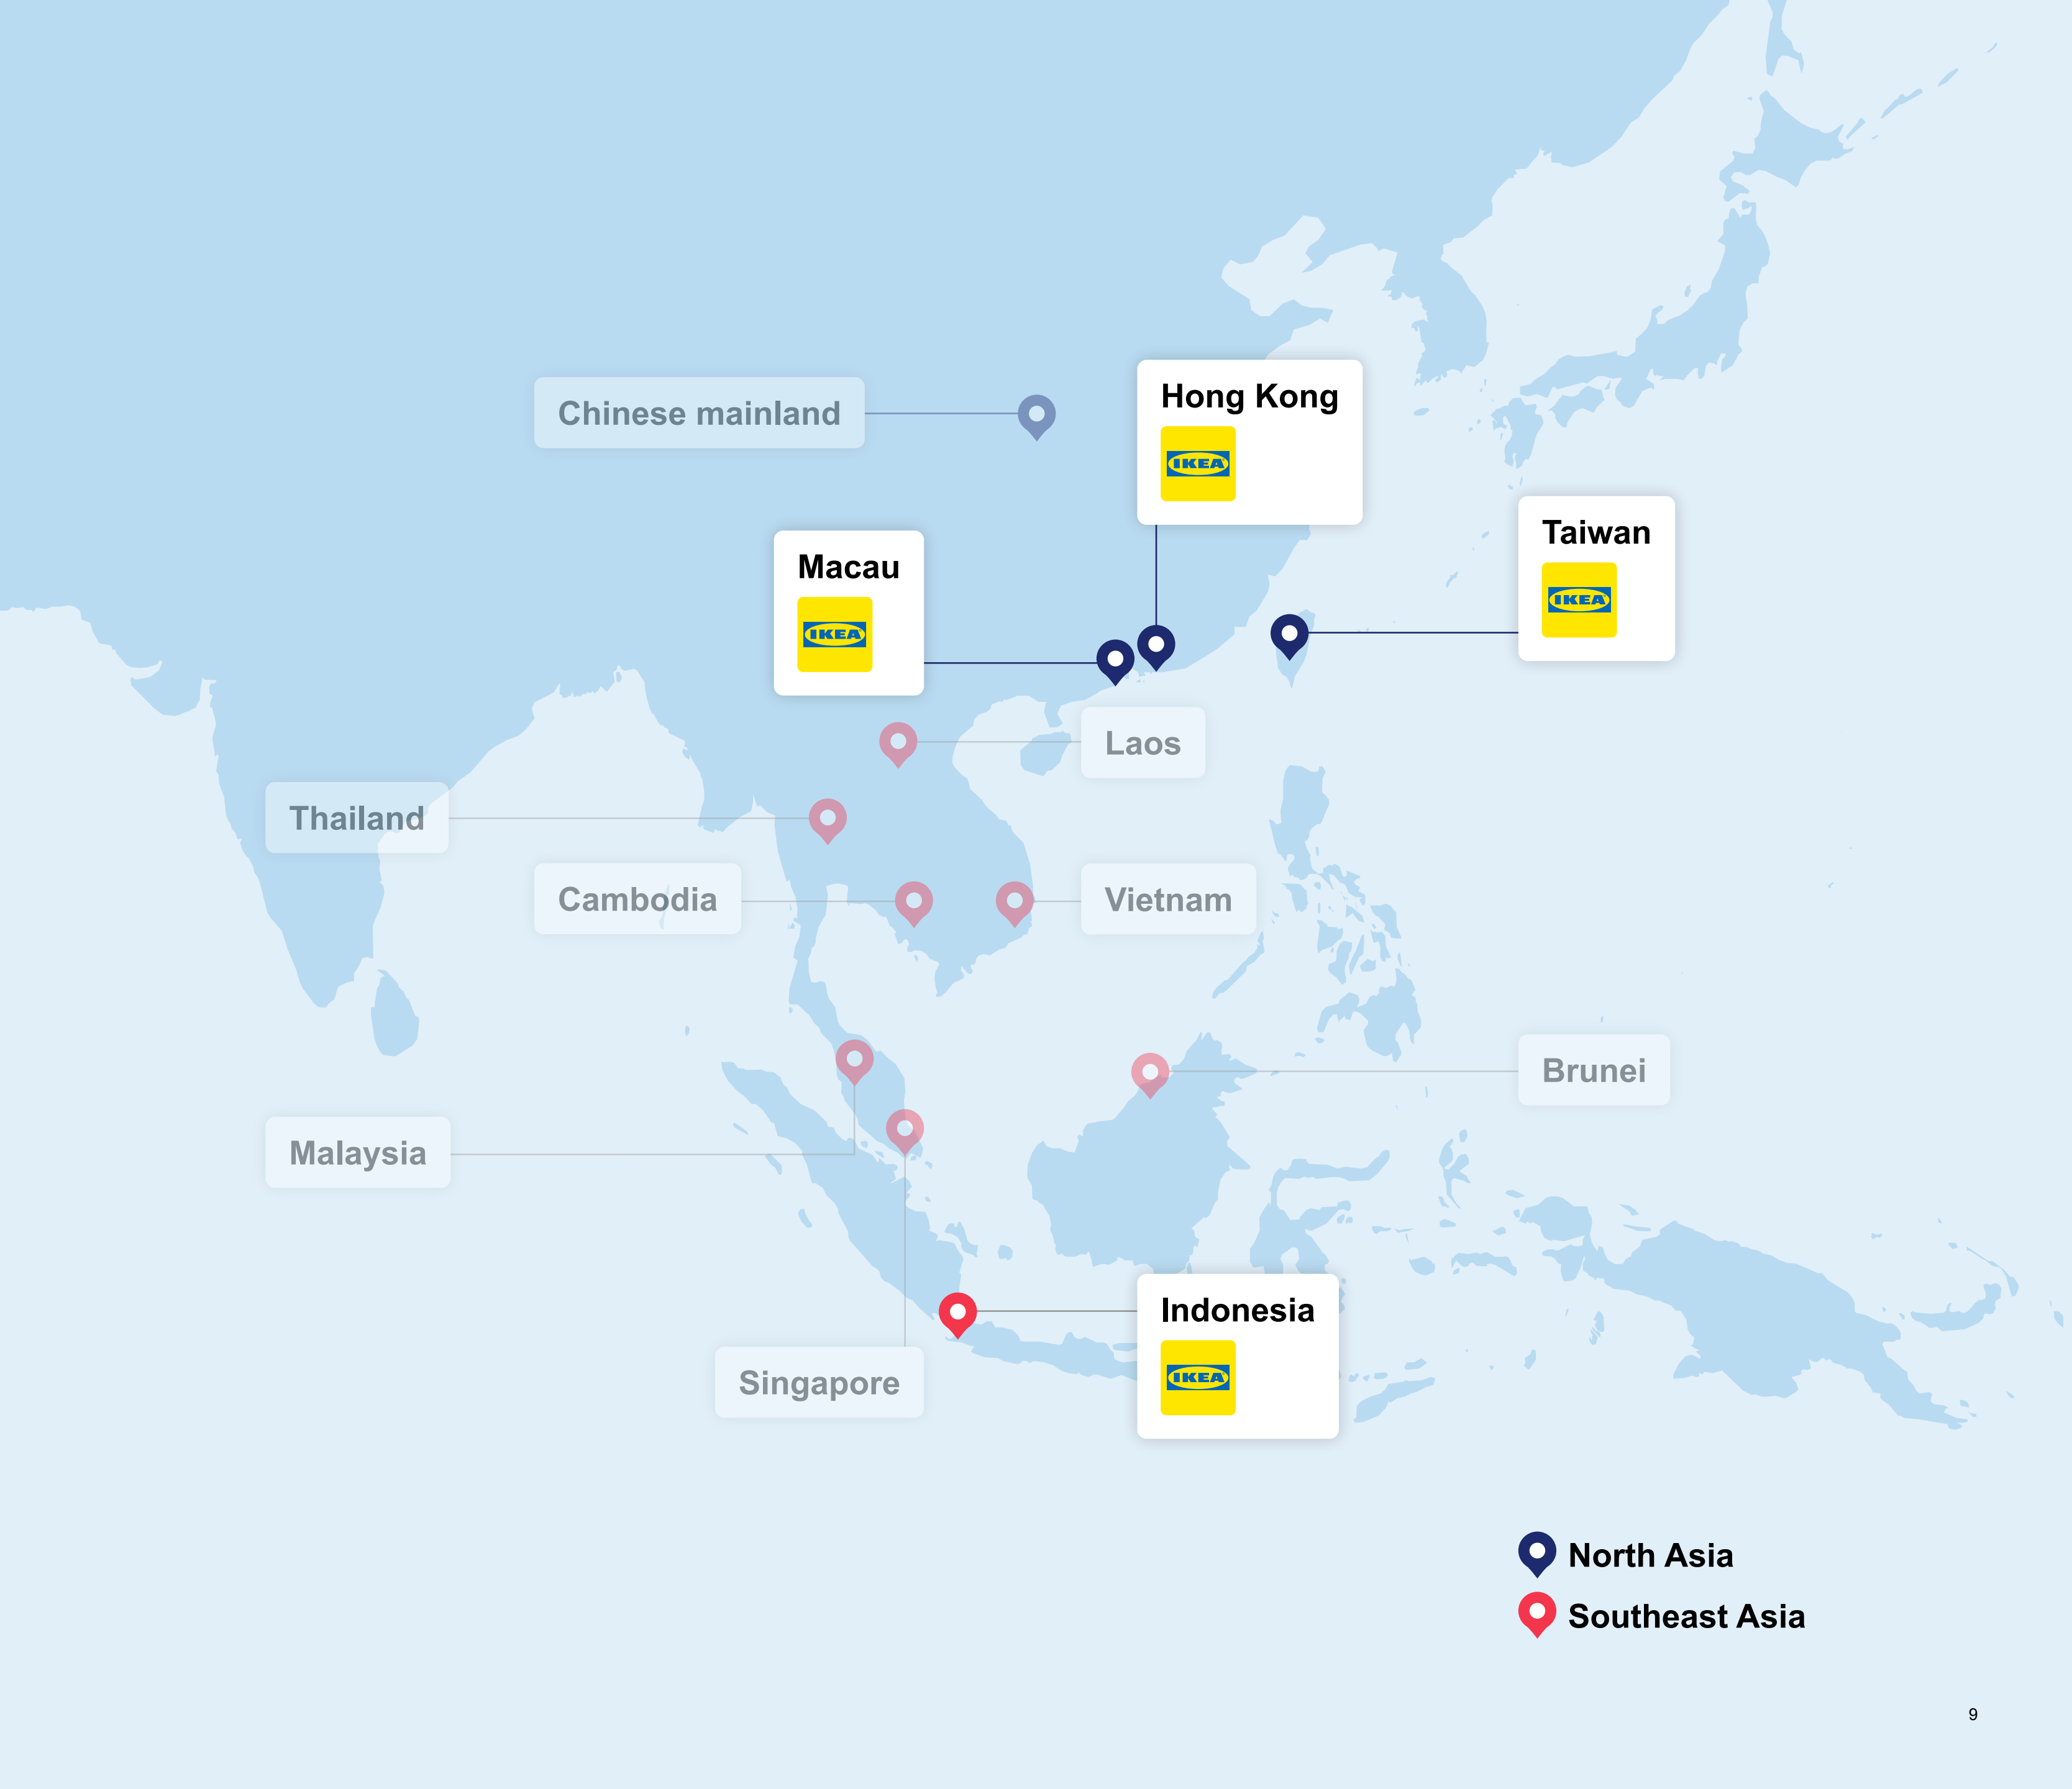 Chinese mainland
Hong Kong
IKEA
Taiwan
IKEA
Macau
IKEA
Laos
Thailand
Cambodia
Vietnam
Brunei
Malaysia
Indonesia
IKEA
Singapore
North Asia
Southeast Asia
9